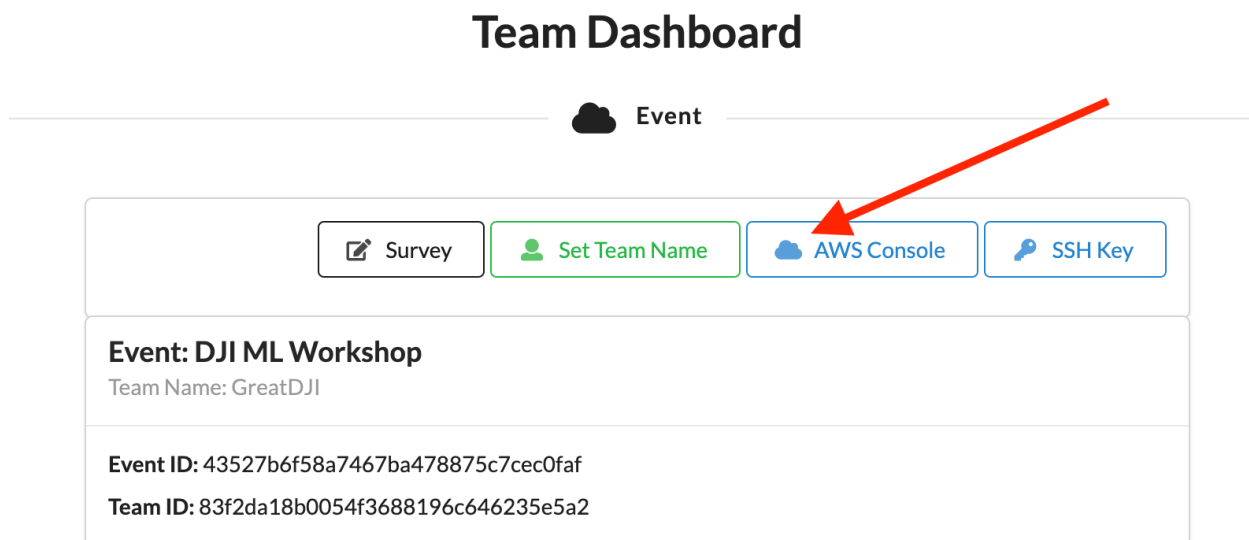 Team Dashboard
Event
Survey Set Team Name AWS Console SSH Key
Event: DJI ML Workshop
Team Name: GreatDJI
Event ID: 43527b6f58a7467ba478875c7cec0faf
Team ID: 83f2da18b0054f3688196c646235e5a2